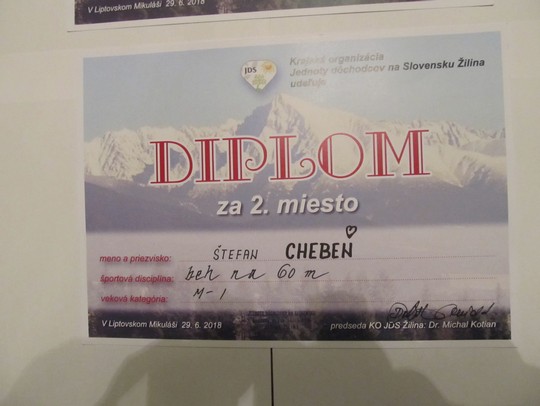 V Liptovskom Mikuláši 29. 6. 2018
JDS
Krajská organizácia
Jednoty dôchodcov na Slovensku Žilina
udeľuje
DIPLOM
za 2. miesto
meno a priezvisko: ŠTEFAN CHEBEŇ
športová disciplína: beh na 60 m
veková kategória: M-1
V Liptovskom Mikuláši 29. 6. 2018
predseda KO JDS Žilina: Dr. Michal Kotian